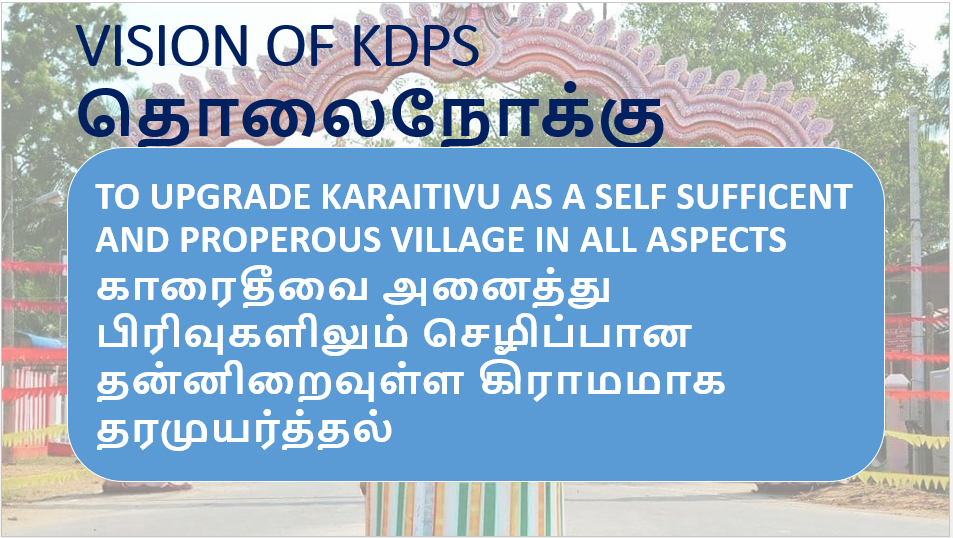 VISION OF KDPS
தொலைநோக்கு
TO UPGRADE KARAITIVU AS A SELF SUFFICENT
AND PROPEROUS VILLAGE IN ALL ASPECTS
காரைதீவை அனைத்து
பிரிவுகளிலும் செழிப்பான
தன்னிறைவுள்ள கிராமமாக
தரமுயர்த்தல்